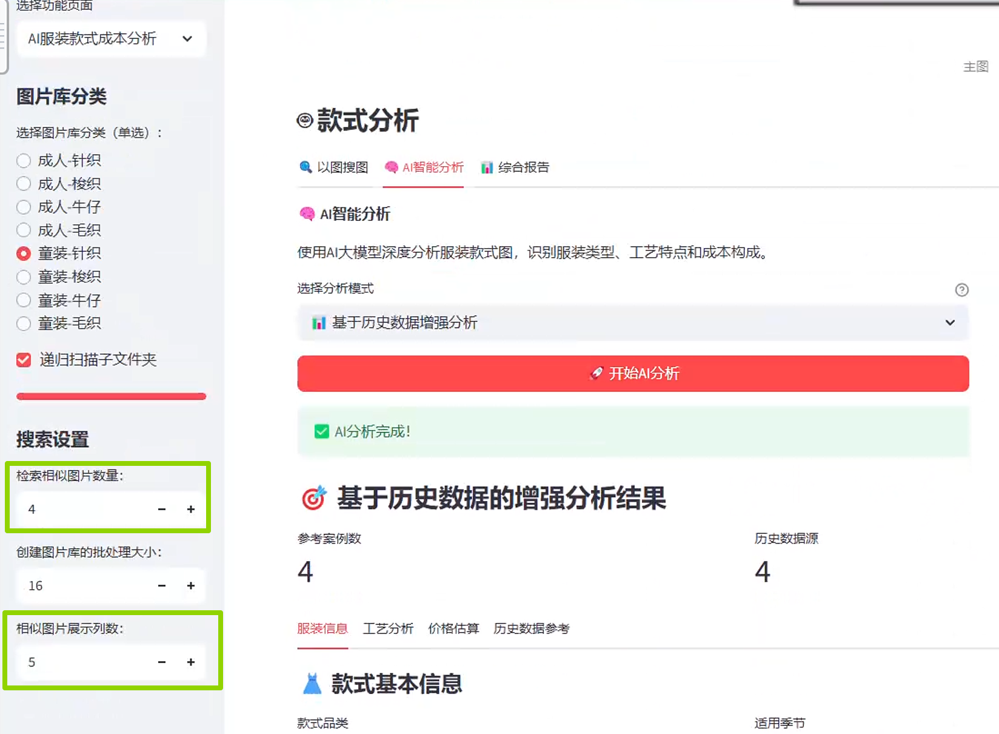 选择功能页面
AI服装款式成本分析
图片库分类
选择图片库分类（单选）：
成人-针织
成人-梭织
成人-牛仔
成人-毛织
童装-针织
童装-梭织
童装-牛仔
童装-毛织
递归扫描子文件夹
搜索设置
检索相似图片数量：
4
创建图片库的批处理大小：
16
相似图片展示列数：
5
主图
款式分析
以图搜图 AI智能分析 综合报告
AI智能分析
使用AI大模型深度分析服装款式图，识别服装类型、工艺特点和成本构成。
选择分析模式
基于历史数据增强分析
开始AI分析
AI分析完成！
基于历史数据的增强分析结果
参考案例数 历史数据源
4 4
服装信息 工艺分析 价格估算 历史数据参考
款式基本信息
款式品类 适用季节